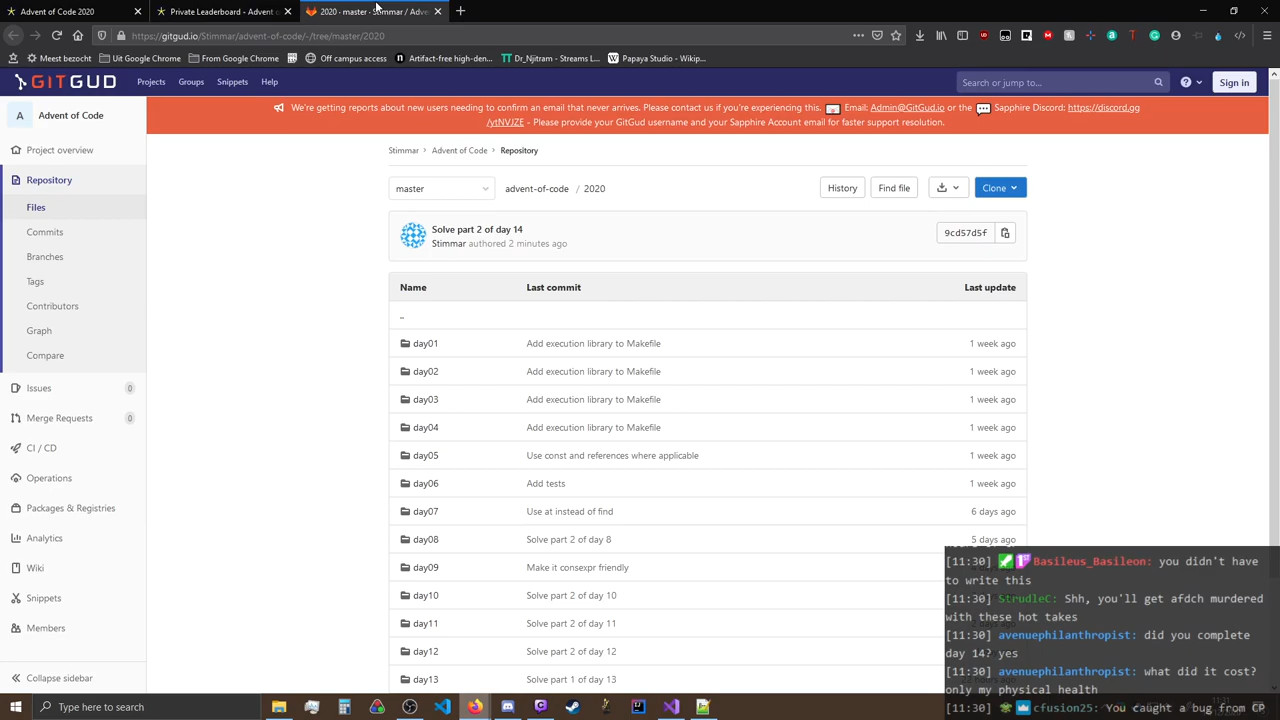 Advent of Code 2020
Private Leaderboard - Advent o
2020 · master · Stimmar / Adve
https://gitgud.io/Stimmar/advent-of-code/-/tree/master/2020
Meest bezocht
Uit Google Chrome
From Google Chrome
Off campus access
Artifact-free high-den...
Dr_Njitram - Streams L...
Papaya Studio - Wikip...
GITGUD
Projects
Groups
Snippets
Help
Search or jump to...
Sign in
A
Advent of Code
Project overview
Repository
Files
Commits
Branches
Tags
Contributors
Graph
Compare
Issues 0
Merge Requests 0
CI / CD
Operations
Packages & Registries
Analytics
Wiki
Snippets
Members
Collapse sidebar
We're getting reports about new users needing to confirm an email that never arrives. Please contact us if you're experiencing this. Email: Admin@GitGud.io or the Sapphire Discord: https://discord.gg
/ytNVJZE - Please provide your GitGud username and your Sapphire Account email for faster support resolution.
Stimmar > Advent of Code > Repository
master
advent-of-code / 2020
History
Find file
Clone
Solve part 2 of day 14
Stimmar authored 2 minutes ago
9cd57d5f
Name Last commit Last update
..
day01 Add execution library to Makefile 1 week ago
day02 Add execution library to Makefile 1 week ago
day03 Add execution library to Makefile 1 week ago
day04 Add execution library to Makefile 1 week ago
day05 Use const and references where applicable 1 week ago
day06 Add tests 1 week ago
day07 Use at instead of find 6 days ago
day08 Solve part 2 of day 8 5 days ago
day09 Make it consexpr friendly
day10 Solve part 2 of day 10
day11 Solve part 2 of day 11
day12 Solve part 2 of day 12
day13 Solve part 1 of day 13
[11:30] Basileus_Basileon: you didn't have
to write this
[11:30] StrudleC: Shh, you'll get afdch murdered
with these hot takes
[11:30] avenuephilanthropist: did you complete
day 14? yes
[11:30] avenuephilanthropist: what did it cost?
only my physical health
[11:30] cfusion25: You caught a bug from CP
Type here to search